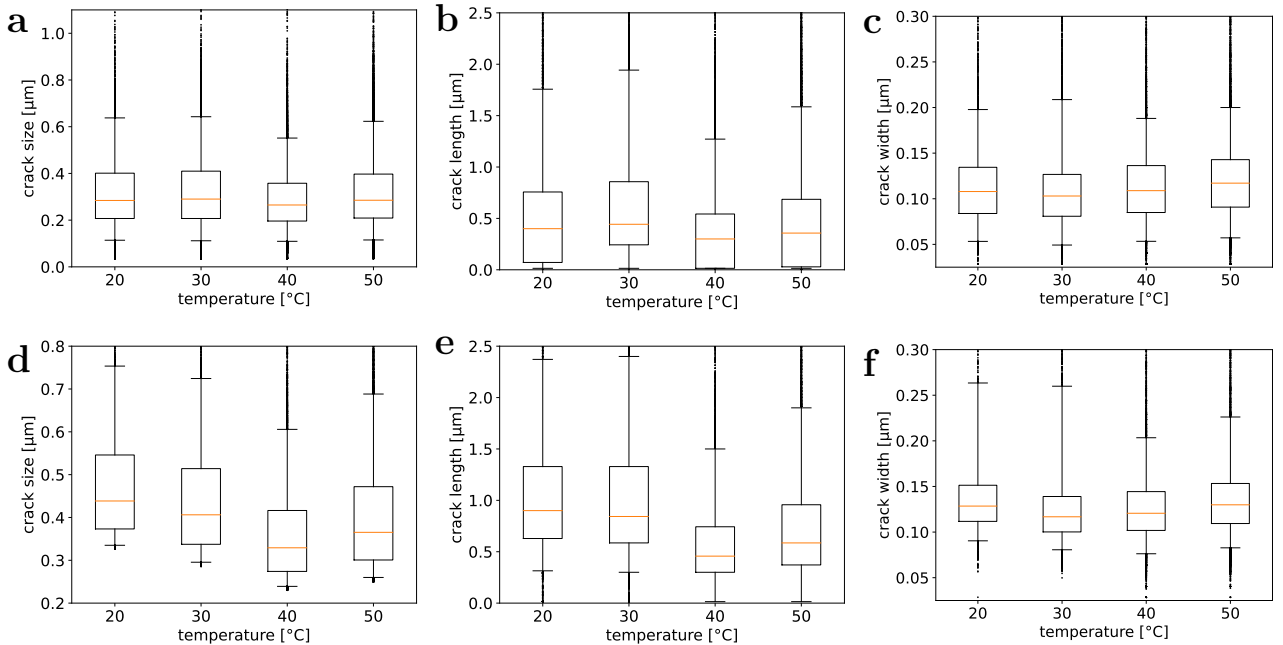 a
crack size [µm]
1.0
0.8
0.6
0.4
0.2
0.0
20 30 40 50
temperature [°C]
b
crack length [µm]
2.5
2.0
1.5
1.0
0.5
0.0
20 30 40 50
temperature [°C]
c
crack width [µm]
0.30
0.25
0.20
0.15
0.10
0.05
20 30 40 50
temperature [°C]
d
crack size [µm]
0.8
0.7
0.6
0.5
0.4
0.3
0.2
20 30 40 50
temperature [°C]
e
crack length [µm]
2.5
2.0
1.5
1.0
0.5
0.0
20 30 40 50
temperature [°C]
f
crack width [µm]
0.30
0.25
0.20
0.15
0.10
0.05
20 30 40 50
temperature [°C]